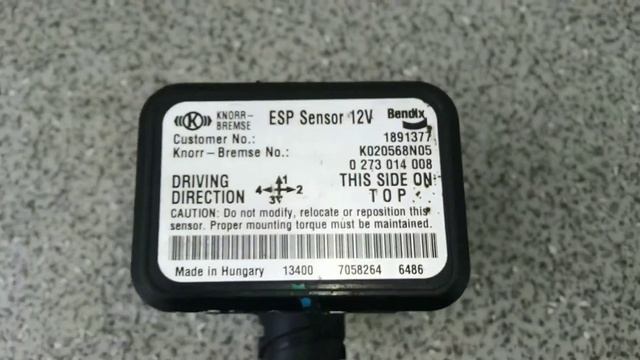 KNORR-BREMSE ESP Sensor 12V Bendix
Customer No.: 1891377
Knorr-Bremse No.: K020568N05
0 273 014 008
DRIVING DIRECTION 1 2 3 4 THIS SIDE ON TOP
CAUTION: Do not modify, relocate or reposition this
sensor. Proper mounting torque must be maintained.
Made in Hungary 13400 7058264 6486